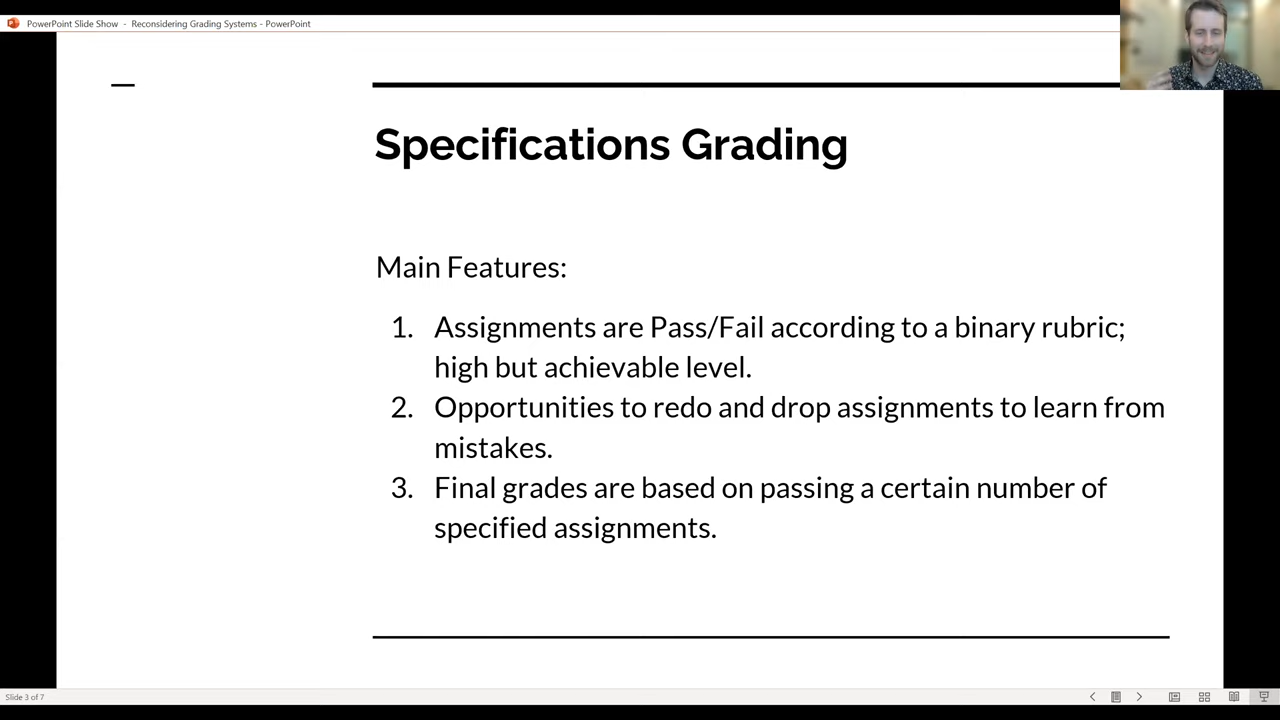 PowerPoint Slide Show - Reconsidering Grading Systems - PowerPoint
Specifications Grading
Main Features:
1. Assignments are Pass/Fail according to a binary rubric;
high but achievable level.
2. Opportunities to redo and drop assignments to learn from
mistakes.
3. Final grades are based on passing a certain number of
specified assignments.
Slide 3 of 7